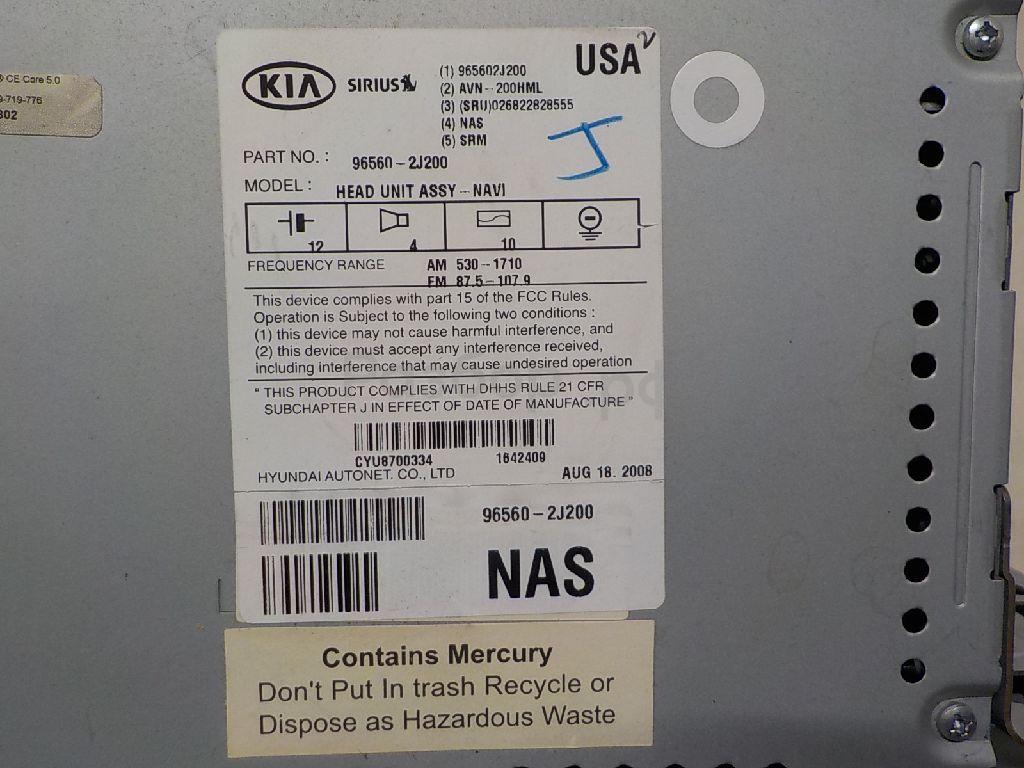 CE Core 5.0
9-719-776
302
KIA SIRIUS
USA 2
(1) 965602J200
(2) AVN-200HML
(3) (SRU)026822828555
(4) NAS
(5) SRM
J
PART NO. : 96560-2J200
MODEL : HEAD UNIT ASSY-NAVI
12 4 10
FREQUENCY RANGE AM 530-1710
FM 87.5-107.9
This device complies with part 15 of the FCC Rules.
Operation is Subject to the following two conditions :
(1) this device may not cause harmful interference, and
(2) this device must accept any interference received,
including interference that may cause undesired operation
" THIS PRODUCT COMPLIES WITH DHHS RULE 21 CFR
SUBCHAPTER J IN EFFECT OF DATE OF MANUFACTURE "
CYU8700334 1642409
HYUNDAI AUTONET. CO., LTD AUG 18. 2008
96560-2J200
NAS
Contains Mercury
Don't Put In trash Recycle or
Dispose as Hazardous Waste